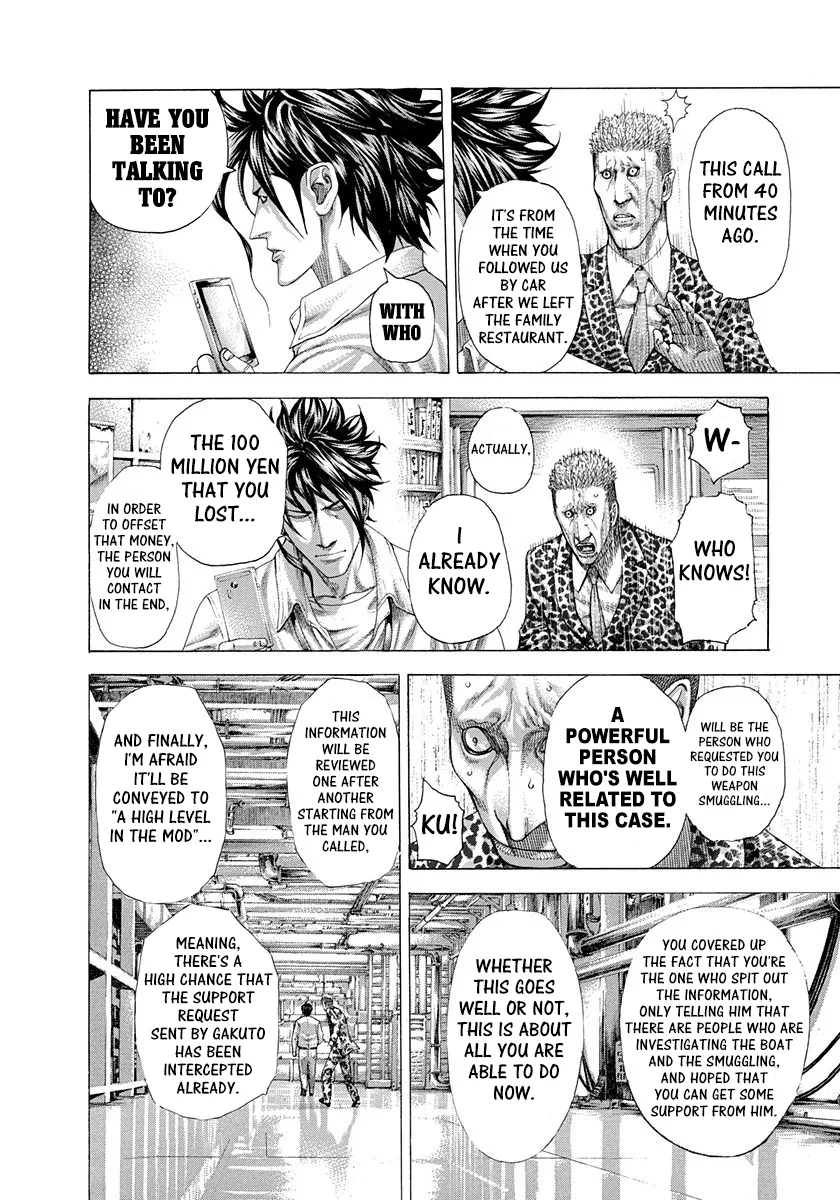 THIS CALL
FROM 40
MINUTES
AGO.
IT'S FROM
THE TIME
WHEN YOU
FOLLOWED US
BY CAR
AFTER WE LEFT
THE FAMILY
RESTAURANT.
WITH
WHO
HAVE YOU
BEEN
TALKING
TO?
W-
WHO
KNOWS!
ACTUALLY,
I
ALREADY
KNOW.
THE 100
MILLION YEN
THAT YOU
LOST...
IN ORDER
TO OFFSET
THAT MONEY,
THE PERSON
YOU WILL
CONTACT
IN THE END,
WILL BE THE
PERSON WHO
REQUESTED YOU
TO DO THIS
WEAPON
SMUGGLING...
A
POWERFUL
PERSON
WHO'S WELL
RELATED TO
THIS CASE.
KU!
YOU COVERED UP
THE FACT THAT YOU'RE
THE ONE WHO SPIT OUT
THE INFORMATION,
ONLY TELLING HIM THAT
THERE ARE PEOPLE WHO ARE
INVESTIGATING THE BOAT
AND THE SMUGGLING,
AND HOPED THAT
YOU CAN GET SOME
SUPPORT FROM HIM.
WHETHER
THIS GOES
WELL OR NOT,
THIS IS ABOUT
ALL YOU ARE
ABLE TO DO
NOW.
THIS
INFORMATION
WILL BE
REVIEWED
ONE AFTER
ANOTHER
STARTING FROM
THE MAN YOU
CALLED,
AND FINALLY,
I'M AFRAID
IT'LL BE
CONVEYED TO
"A HIGH LEVEL
IN THE MOD"...
MEANING,
THERE'S A
HIGH CHANCE THAT
THE SUPPORT
REQUEST
SENT BY GAKUTO
HAS BEEN
INTERCEPTED
ALREADY.